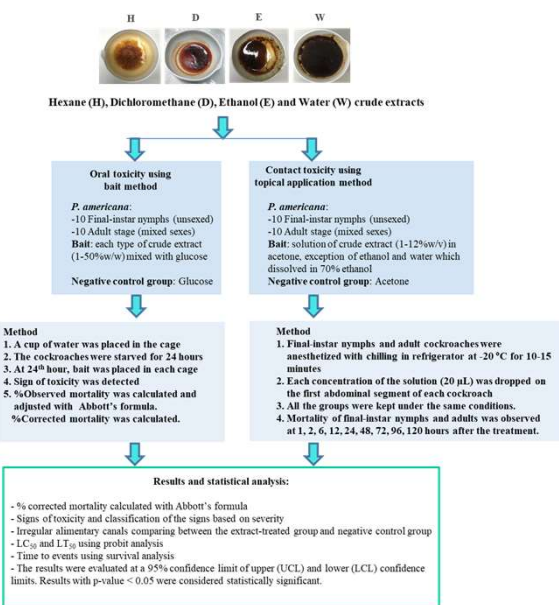 H D E W
Hexane (H), Dichloromethane (D), Ethanol (E) and Water (W) crude extracts
Oral toxicity using
bait method
P. americana:
-10 Final-instar nymphs (unsexed)
-10 Adult stage (mixed sexes)
Bait: each type of crude extract
(1-50%w/w) mixed with glucose
Negative control group: Glucose
Contact toxicity using
topical application method
P. americana:
-10 Final-instar nymphs (unsexed)
-10 Adult stage (mixed sexes)
Bait: solution of crude extract (1-12%w/v) in
acetone, exception of ethanol and water which
dissolved in 70% ethanol
Negative control group: Acetone
Method
1. A cup of water was placed in the cage
2. The cockroaches were starved for 24 hours
3. At 24th hour, bait was placed in each cage
4. Sign of toxicity was detected
5. %Observed mortality was calculated and
adjusted with Abbott's formula.
%Corrected mortality was calculated.
Method
1. Final-instar nymphs and adult cockroaches were
anesthetized with chilling in refrigerator at -20 °C for 10-15
minutes
2. Each concentration of the solution (20 µL) was dropped on
the first abdominal segment of each cockroach
3. All the groups were kept under the same conditions.
4. Mortality of final-instar nymphs and adults was observed
at 1, 2, 6, 12, 24, 48, 72, 96, 120 hours after the treatment.
Results and statistical analysis:
- % corrected mortality calculated with Abbott's formula
- Signs of toxicity and classification of the signs based on severity
- Irregular alimentary canals comparing between the extract-treated group and negative control group
- LC50 and LT50 using probit analysis
- Time to events using survival analysis
- The results were evaluated at a 95% confidence limit of upper (UCL) and lower (LCL) confidence
limits. Results with p-value < 0.05 were considered statistically significant.